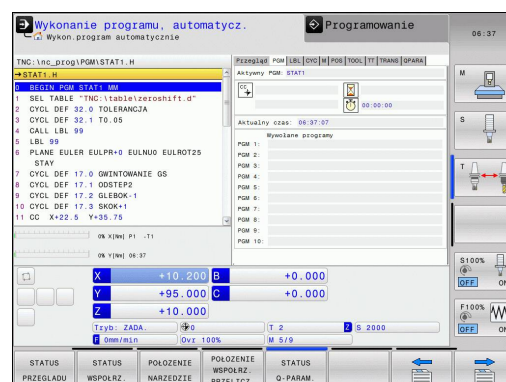 Wykonanie programu, automatycz.
Wykon.program automatycznie
Programowanie
06:37
TNC:\nc_prog\PGM\STAT1.H
→STAT1.H
0 BEGIN PGM STAT1 MM
1 SEL TABLE "TNC:\table\zeroshift.d"
2 CYCL DEF 32.0 TOLERANCJA
3 CYCL DEF 32.1 T0.05
4 CALL LBL 99
5 LBL 99
6 PLANE EULER EULPR+0 EULNU0 EULROT25
STAY
7 CYCL DEF 17.0 GWINTOWANIE GS
8 CYCL DEF 17.1 ODSTEP2
9 CYCL DEF 17.2 GLEBOK-1
10 CYCL DEF 17.3 SKOK+1
11 CC X+22.5 Y+35.75
0% X[Nm] P1 -T1
0% Y[Nm] 06:37
Przegląd PGM LBL CYC M POS TOOL TT TRANS QPARA
Aktywny PGM: STAT1
CC
00:00:00
Aktualny czas: 06:37:07
Wywołane programy
PGM 1:
PGM 2:
PGM 3:
PGM 4:
PGM 5:
PGM 6:
PGM 7:
PGM 8:
PGM 9:
PGM 10:
X +10.200 B +0.000
Y +95.000 C +0.000
Z +10.000
Tryb: ZADA. 0 T 2 Z S 2000
F 0mm/min Ovr 100% M 5/9
M
S
T
S100%
OFF ON
F100%
OFF ON
STATUS PRZEGLADU
STATUS WSPOŁRZ.
POŁOZENIE NARZEDZIE
POŁOZENIE WSPOŁRZ. PRZELICZ.
STATUS Q-PARAM.